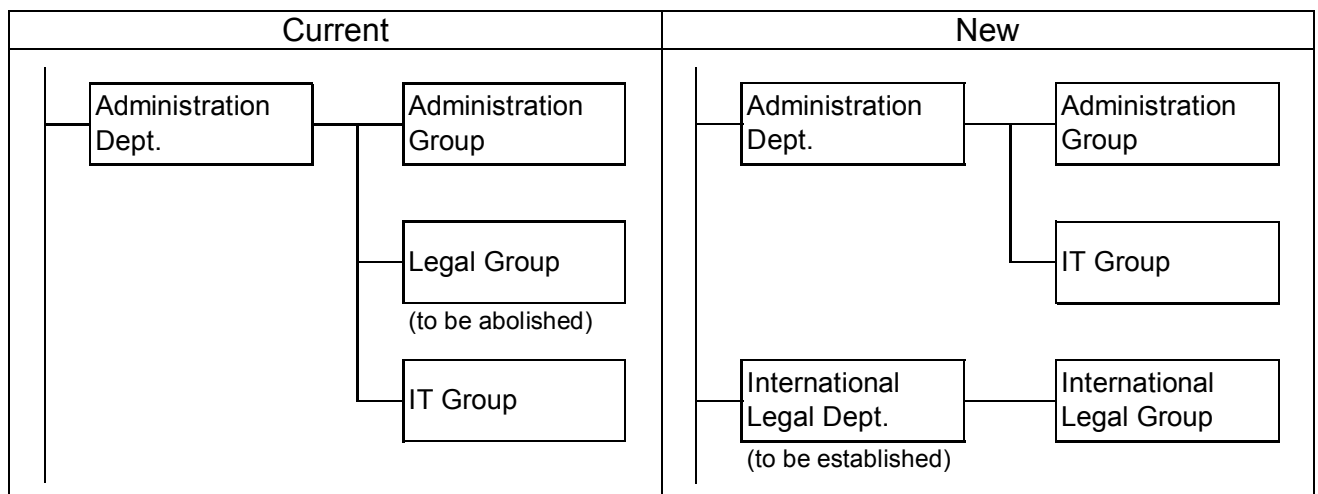 Current
Administration
Dept.
Administration
Group
Legal Group
(to be abolished)
IT Group
New
Administration
Dept.
Administration
Group
IT Group
International
Legal Dept.
(to be established)
International
Legal Group